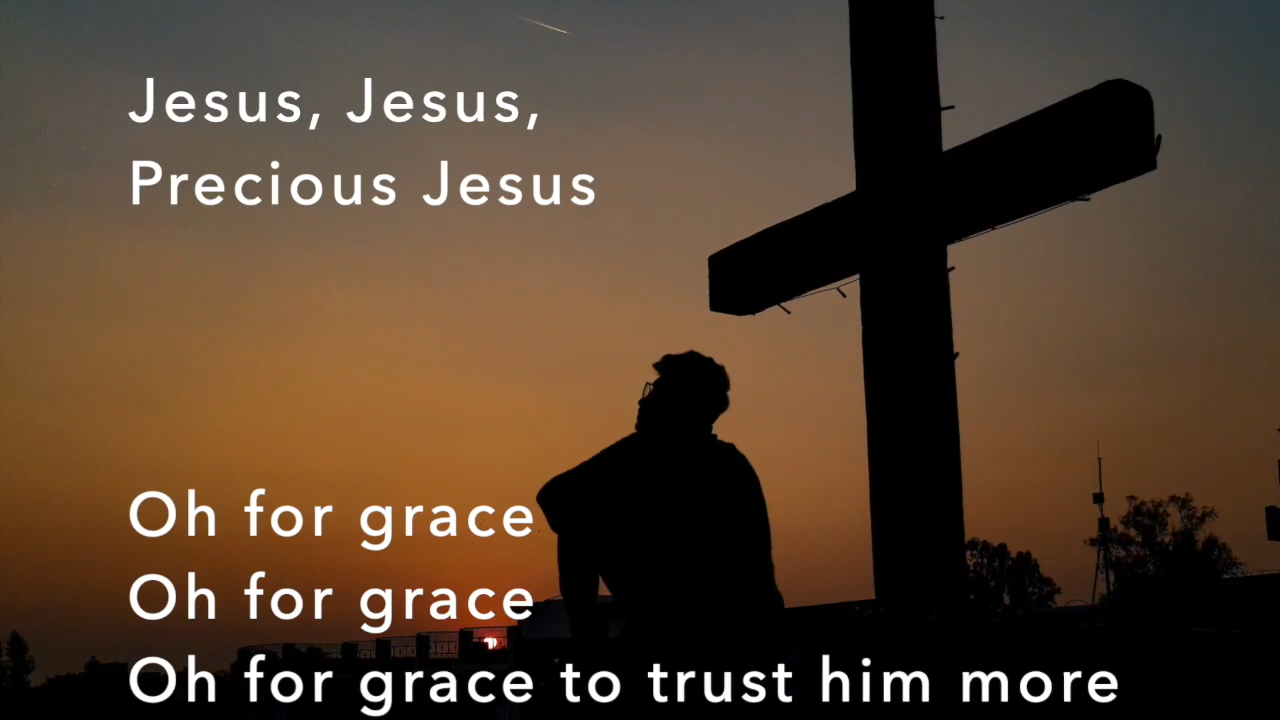 Jesus, Jesus,
Precious Jesus
Oh for grace
Oh for grace
Oh for grace to trust him more